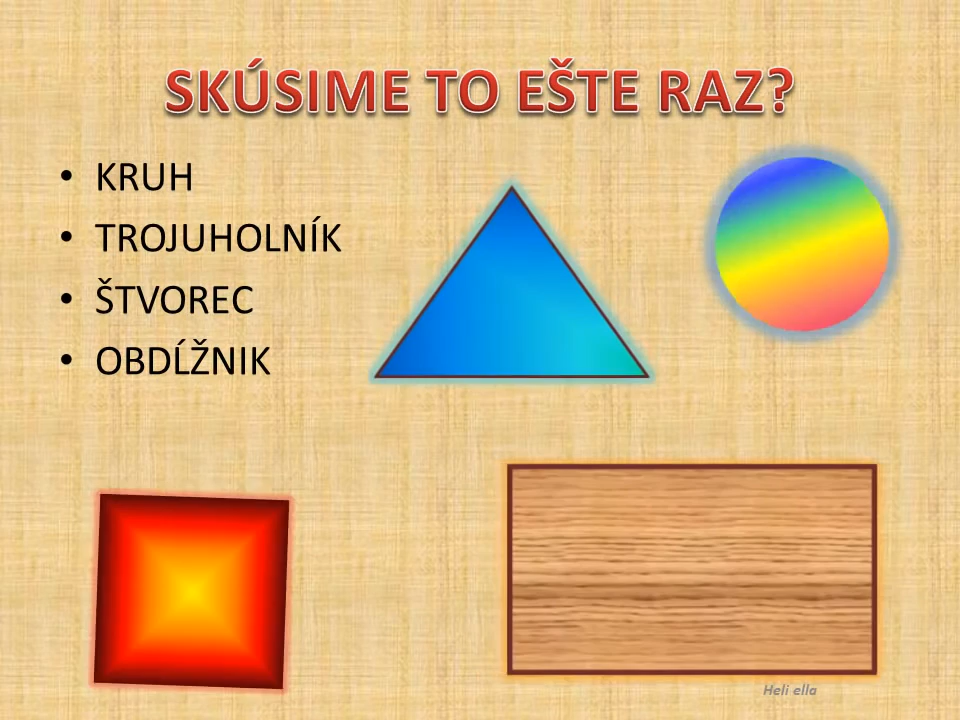 SKÚSIME TO EŠTE RAZ?
• KRUH
• TROJUHOLNÍK
• ŠTVOREC
• OBDĹŽNIK
Heli ella